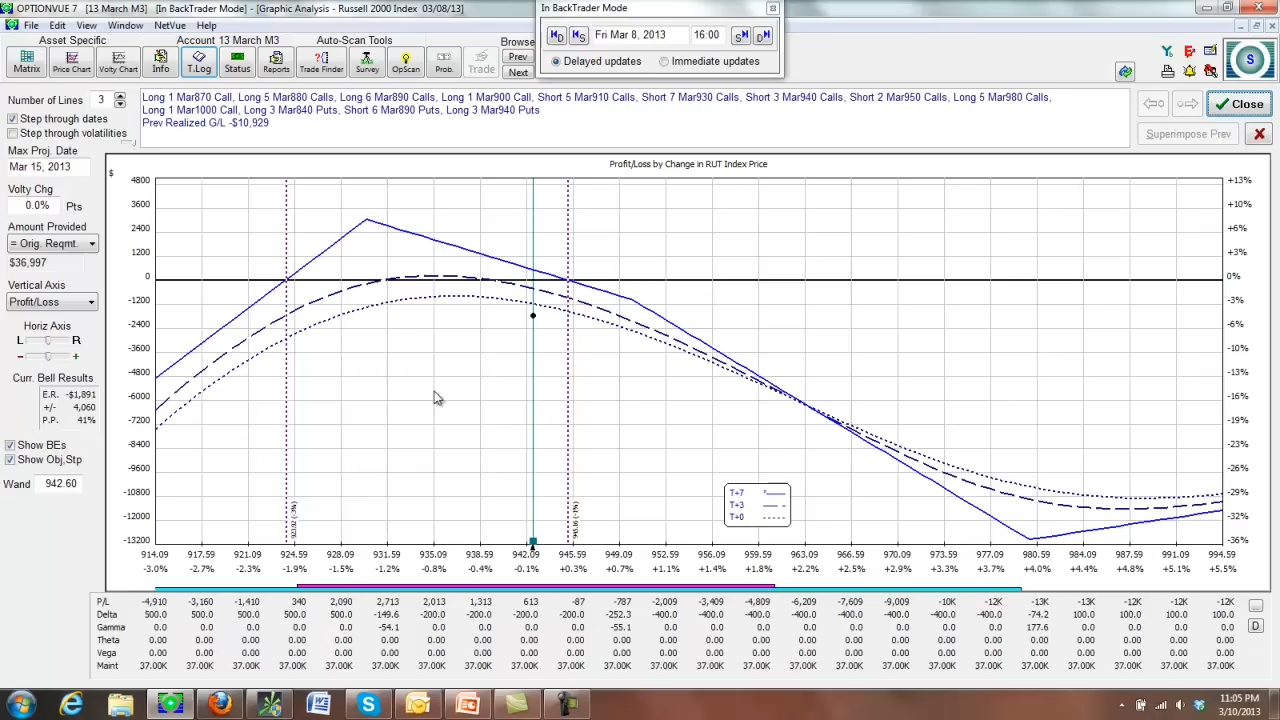 OPTIONVUE 7 [13 March M3] [In BackTrader Mode] - [Graphic Analysis - Russell 2000 Index 03/08/13]
In BackTrader Mode
File Edit View Window NetVue Help
Asset Specific Account 13 March M3 Auto-Scan Tools Browse
Matrix Price Chart Volty Chart Info T.Log Status Reports Trade Finder Survey OpScan Prob. Trade Prev Next
Fri Mar 8, 2013 16:00
Delayed updates Immediate updates
Number of Lines 3
Step through dates
Step through volatilities
Max Proj. Date
Mar 15, 2013
Volty Chg
0.0% Pts
Amount Provided
= Orig. Reqmt.
$36,997
Vertical Axis
Profit/Loss
Horiz Axis
L R
- +
Curr. Bell Results
E.R. -$1,891
+/- 4,060
P.P. 41%
Show BEs
Show Obj,Stp
Wand 942.60
Long 1 Mar870 Call, Long 5 Mar880 Calls, Long 6 Mar890 Calls, Long 1 Mar900 Call, Short 5 Mar910 Calls, Short 7 Mar930 Calls, Short 3 Mar940 Calls, Short 2 Mar950 Calls, Long 5 Mar980 Calls,
Long 1 Mar1000 Call, Long 3 Mar840 Puts, Short 6 Mar890 Puts, Long 3 Mar940 Puts
Prev Realized G/L -$10,929
Close
Superimpose Prev
Profit/Loss by Change in RUT Index Price
$
4800 +13%
3600 +10%
2400 +6%
1200 +3%
0 0%
-1200 -3%
-2400 -6%
-3600 -10%
-4800 -13%
-6000 -16%
-7200 -19%
-8400 -23%
-9600 -26%
-10800 -29%
-12000 -32%
-13200 -36%
T+7
T+3
T+0
914.09 917.59 921.09 924.59 928.09 931.59 935.09 938.59 942.09 945.59 949.09 952.59 956.09 959.59 963.09 966.59 970.09 973.59 977.09 980.59 984.09 987.59 991.09 994.59
-3.0% -2.7% -2.3% -1.9% -1.5% -1.2% -0.8% -0.4% -0.1% +0.3% +0.7% +1.1% +1.4% +1.8% +2.2% +2.6% +2.9% +3.3% +3.7% +4.0% +4.4% +4.8% +5.2% +5.5%
P/L -4,910 -3,160 -1,410 340 2,090 2,713 2,013 1,313 613 -87 -787 -2,009 -3,409 -4,809 -6,209 -7,609 -9,009 -10K -12K -13K -12K -12K -12K -12K
Delta 500.0 500.0 500.0 500.0 500.0 -149.6 -200.0 -200.0 -200.0 -200.0 -252.3 -400.0 -400.0 -400.0 -400.0 -400.0 -400.0 -400.0 -400.0 -74.2 100.0 100.0 100.0 100.0
Gamma 0.0 0.0 0.0 0.0 0.0 -54.1 0.0 0.0 0.0 0.0 -55.1 0.0 0.0 0.0 0.0 0.0 0.0 0.0 0.0 177.6 0.0 0.0 0.0 0.0
Theta 0.00 0.00 0.00 0.00 0.00 0.00 0.00 0.00 0.00 0.00 0.00 0.00 0.00 0.00 0.00 0.00 0.00 0.00 0.00 0.00 0.00 0.00 0.00 0.00
Vega 0.00 0.00 0.00 0.00 0.00 0.00 0.00 0.00 0.00 0.00 0.00 0.00 0.00 0.00 0.00 0.00 0.00 0.00 0.00 0.00 0.00 0.00 0.00 0.00
Maint 37.00K 37.00K 37.00K 37.00K 37.00K 37.00K 37.00K 37.00K 37.00K 37.00K 37.00K 37.00K 37.00K 37.00K 37.00K 37.00K 37.00K 37.00K 37.00K 37.00K 37.00K 37.00K 37.00K 37.00K
11:05 PM
3/10/2013